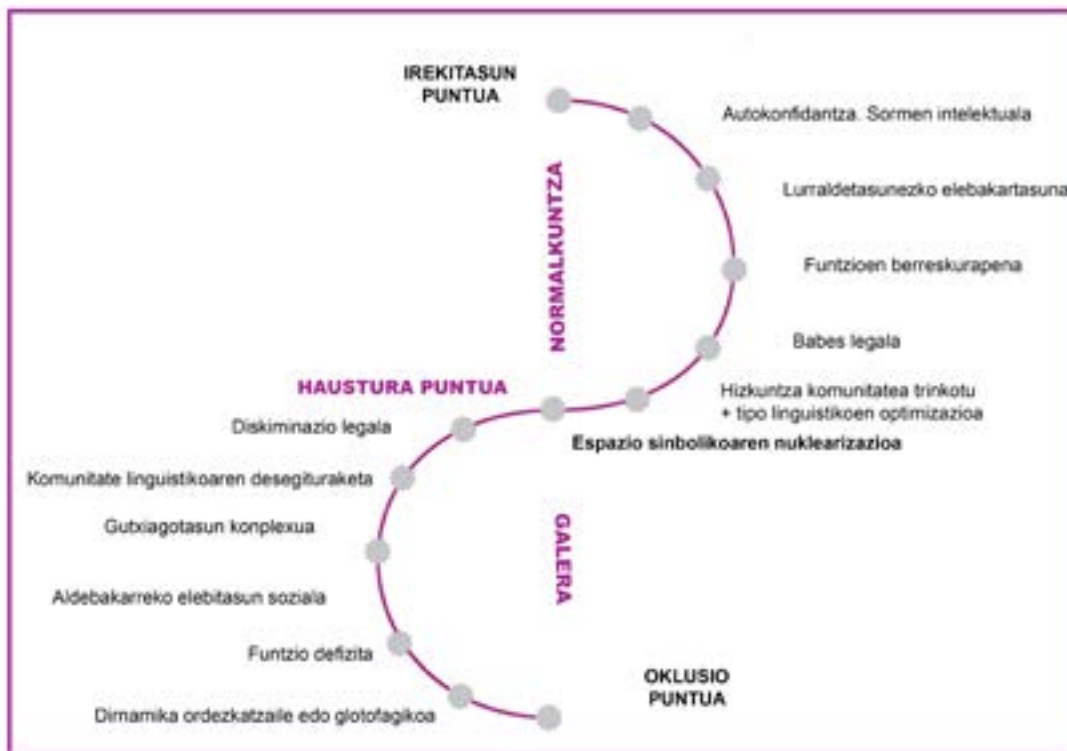 IREKITASUN
PUNTUA
Autokonfidantza. Sormen intelektuala
Lurraldetasunezko elebakartasuna
NORMALKUNTZA
Funtzioen berreskurapena
Babes legala
HAUSTURA PUNTUA
Hizkuntza komunitatea trinkotu
+ tipo linguistikoen optimizazioa
Diskiminazio legala
Espazio sinbolikoaren nuklearizazioa
Komunitate linguistikoaren desegituraketa
Gutxiagotasun konplexua
GALERA
Aldebakarreko elebitasun soziala
Funtzio defizita
OKLUSIO
PUNTUA
Dirnamika ordezkatzaile edo glotofagikoa